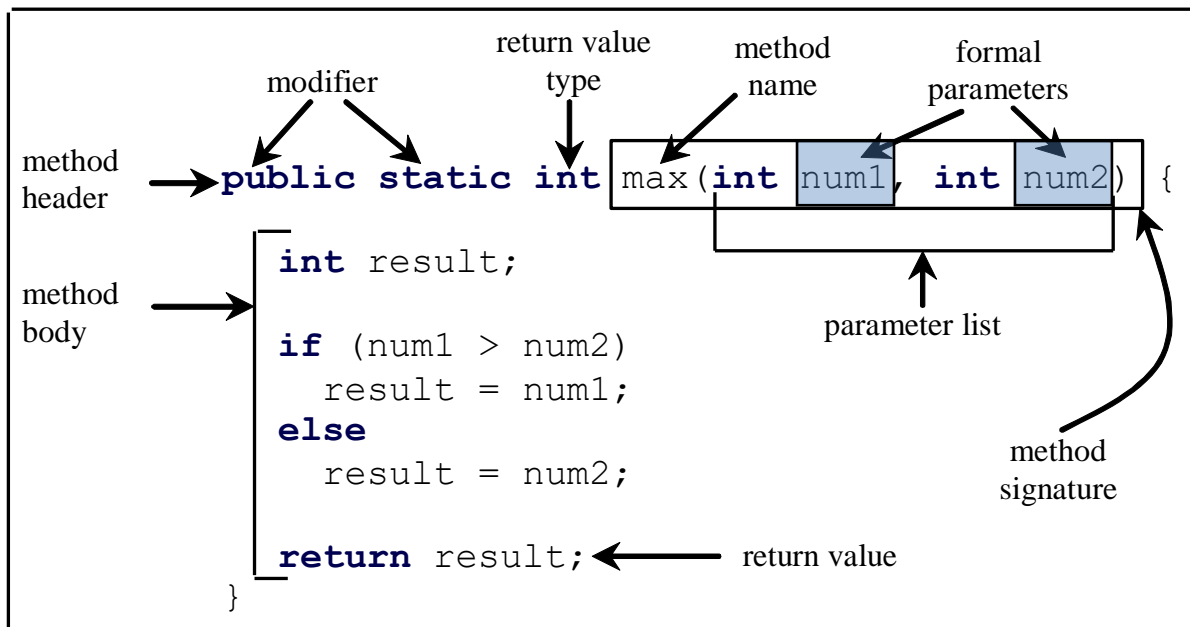 return value
type
method
name
formal
parameters
modifier
method
header
public static int max(int num1, int num2) {
method
body
int result;
parameter list
if (num1 > num2)
result = num1;
else
result = num2;
method
signature
return result;
return value
}